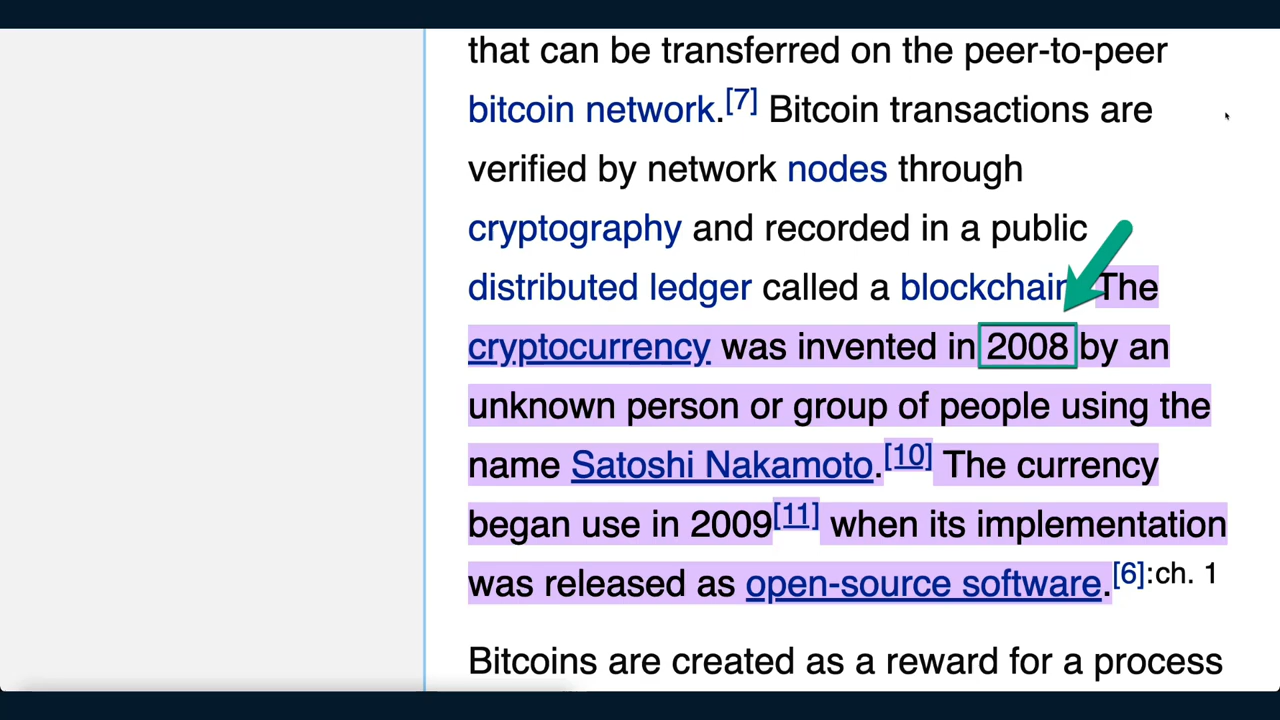 that can be transferred on the peer-to-peer
bitcoin network.[7] Bitcoin transactions are
verified by network nodes through
cryptography and recorded in a public
distributed ledger called a blockchain The
cryptocurrency was invented in 2008 by an
unknown person or group of people using the
name Satoshi Nakamoto.[10] The currency
began use in 2009[11] when its implementation
was released as open-source software.[6]:ch. 1
Bitcoins are created as a reward for a process